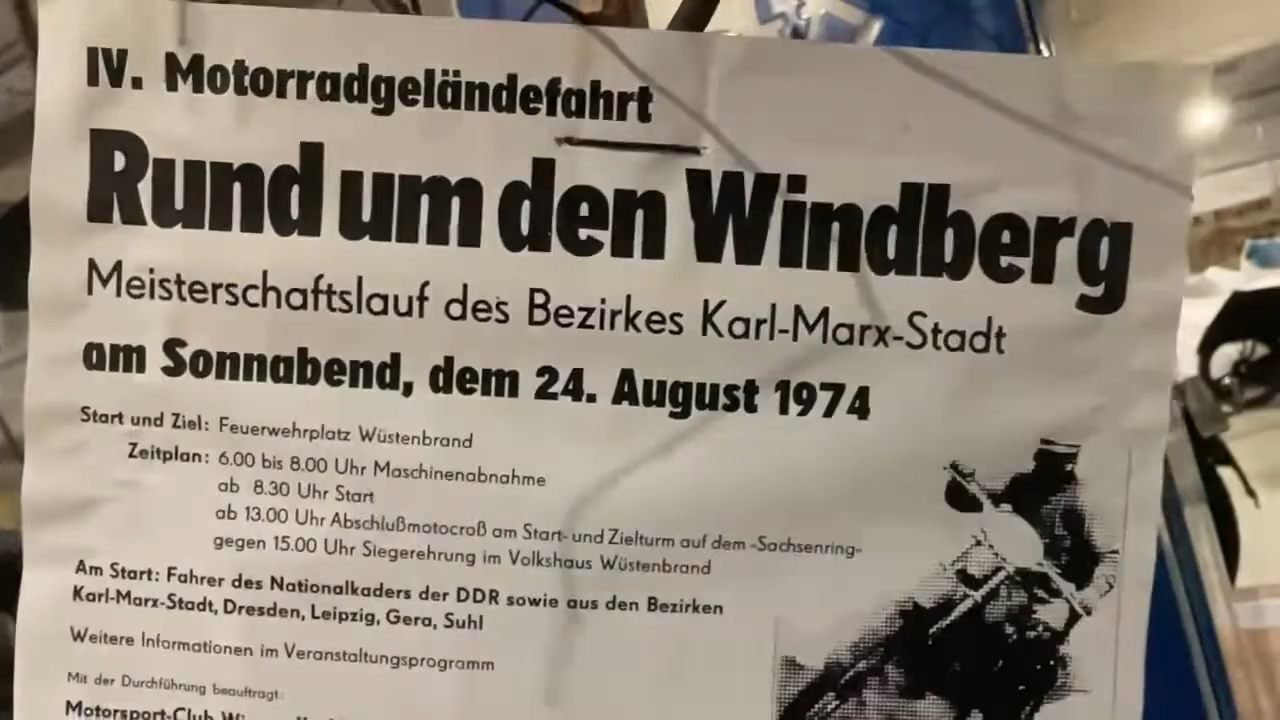 IV. Motorradgeländefahrt
Rund um den Windberg
Meisterschaftslauf des Bezirkes Karl-Marx-Stadt
am Sonnabend, dem 24. August 1974
Start und Ziel: Feuerwehrplatz Wüstenbrand
Zeitplan: 6.00 bis 8.00 Uhr Maschinenabnahme
ab 8.30 Uhr Start
ab 13.00 Uhr Abschlußmotocroß am Start- und Zielturm auf dem -Sachsenring-
gegen 15.00 Uhr Siegerehrung im Volkshaus Wüstenbrand
Am Start: Fahrer des Nationalkaders der DDR sowie aus den Bezirken
Karl-Marx-Stadt, Dresden, Leipzig, Gera, Suhl
Weitere Informationen im Veranstaltungsprogramm
Mit der Durchführung beauftragt:
Motorsport-Club